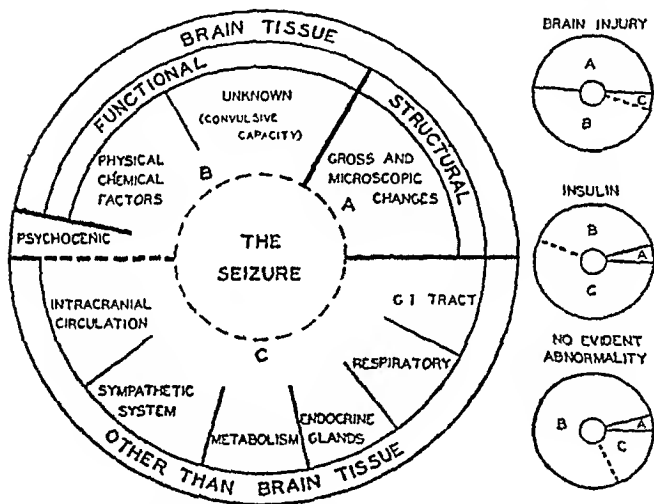 BRAIN TISSUE
FUNCTIONAL
STRUCTURAL
UNKNOWN
(CONVULSIVE
CAPACITY)
PHYSICAL
CHEMICAL
FACTORS
B
GROSS AND
MICROSCOPIC
CHANGES
A
PSYCHOGENIC
THE
SEIZURE
C
INTRACRANIAL
CIRCULATION
SYMPATHETIC
SYSTEM
METABOLISM
ENDOCRINE
GLANDS
RESPIRATORY
G I TRACT
OTHER THAN BRAIN TISSUE
BRAIN INJURY
A
C
B
INSULIN
B
A
C
NO EVIDENT
ABNORMALITY
B
A
C